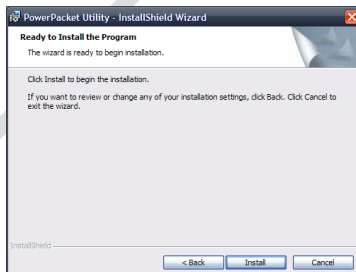 PowerPacket Utility - InstallShield Wizard
Ready to Install the Program
The wizard is ready to begin installation.
Click Install to begin the installation.
If you want to review or change any of your installation settings, click Back. Click Cancel to
exit the wizard.
InstallShield
< Back Install Cancel